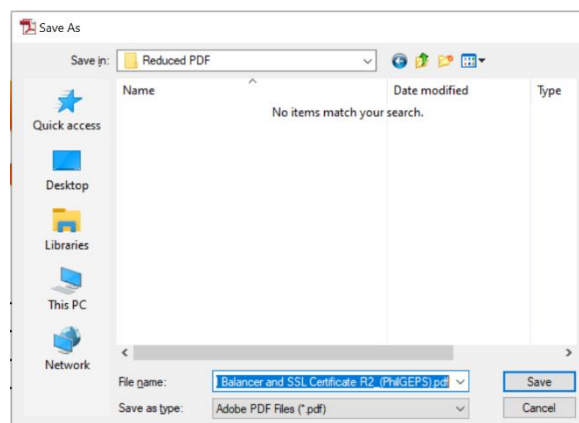 Save As
Save in: Reduced PDF
Name Date modified Type
No items match your search.
Quick access
Desktop
Libraries
This PC
Network
File name: Balancer and SSL Certificate R2_(PhilGEPS).pdf Save
Save as type: Adobe PDF Files (*.pdf) Cancel